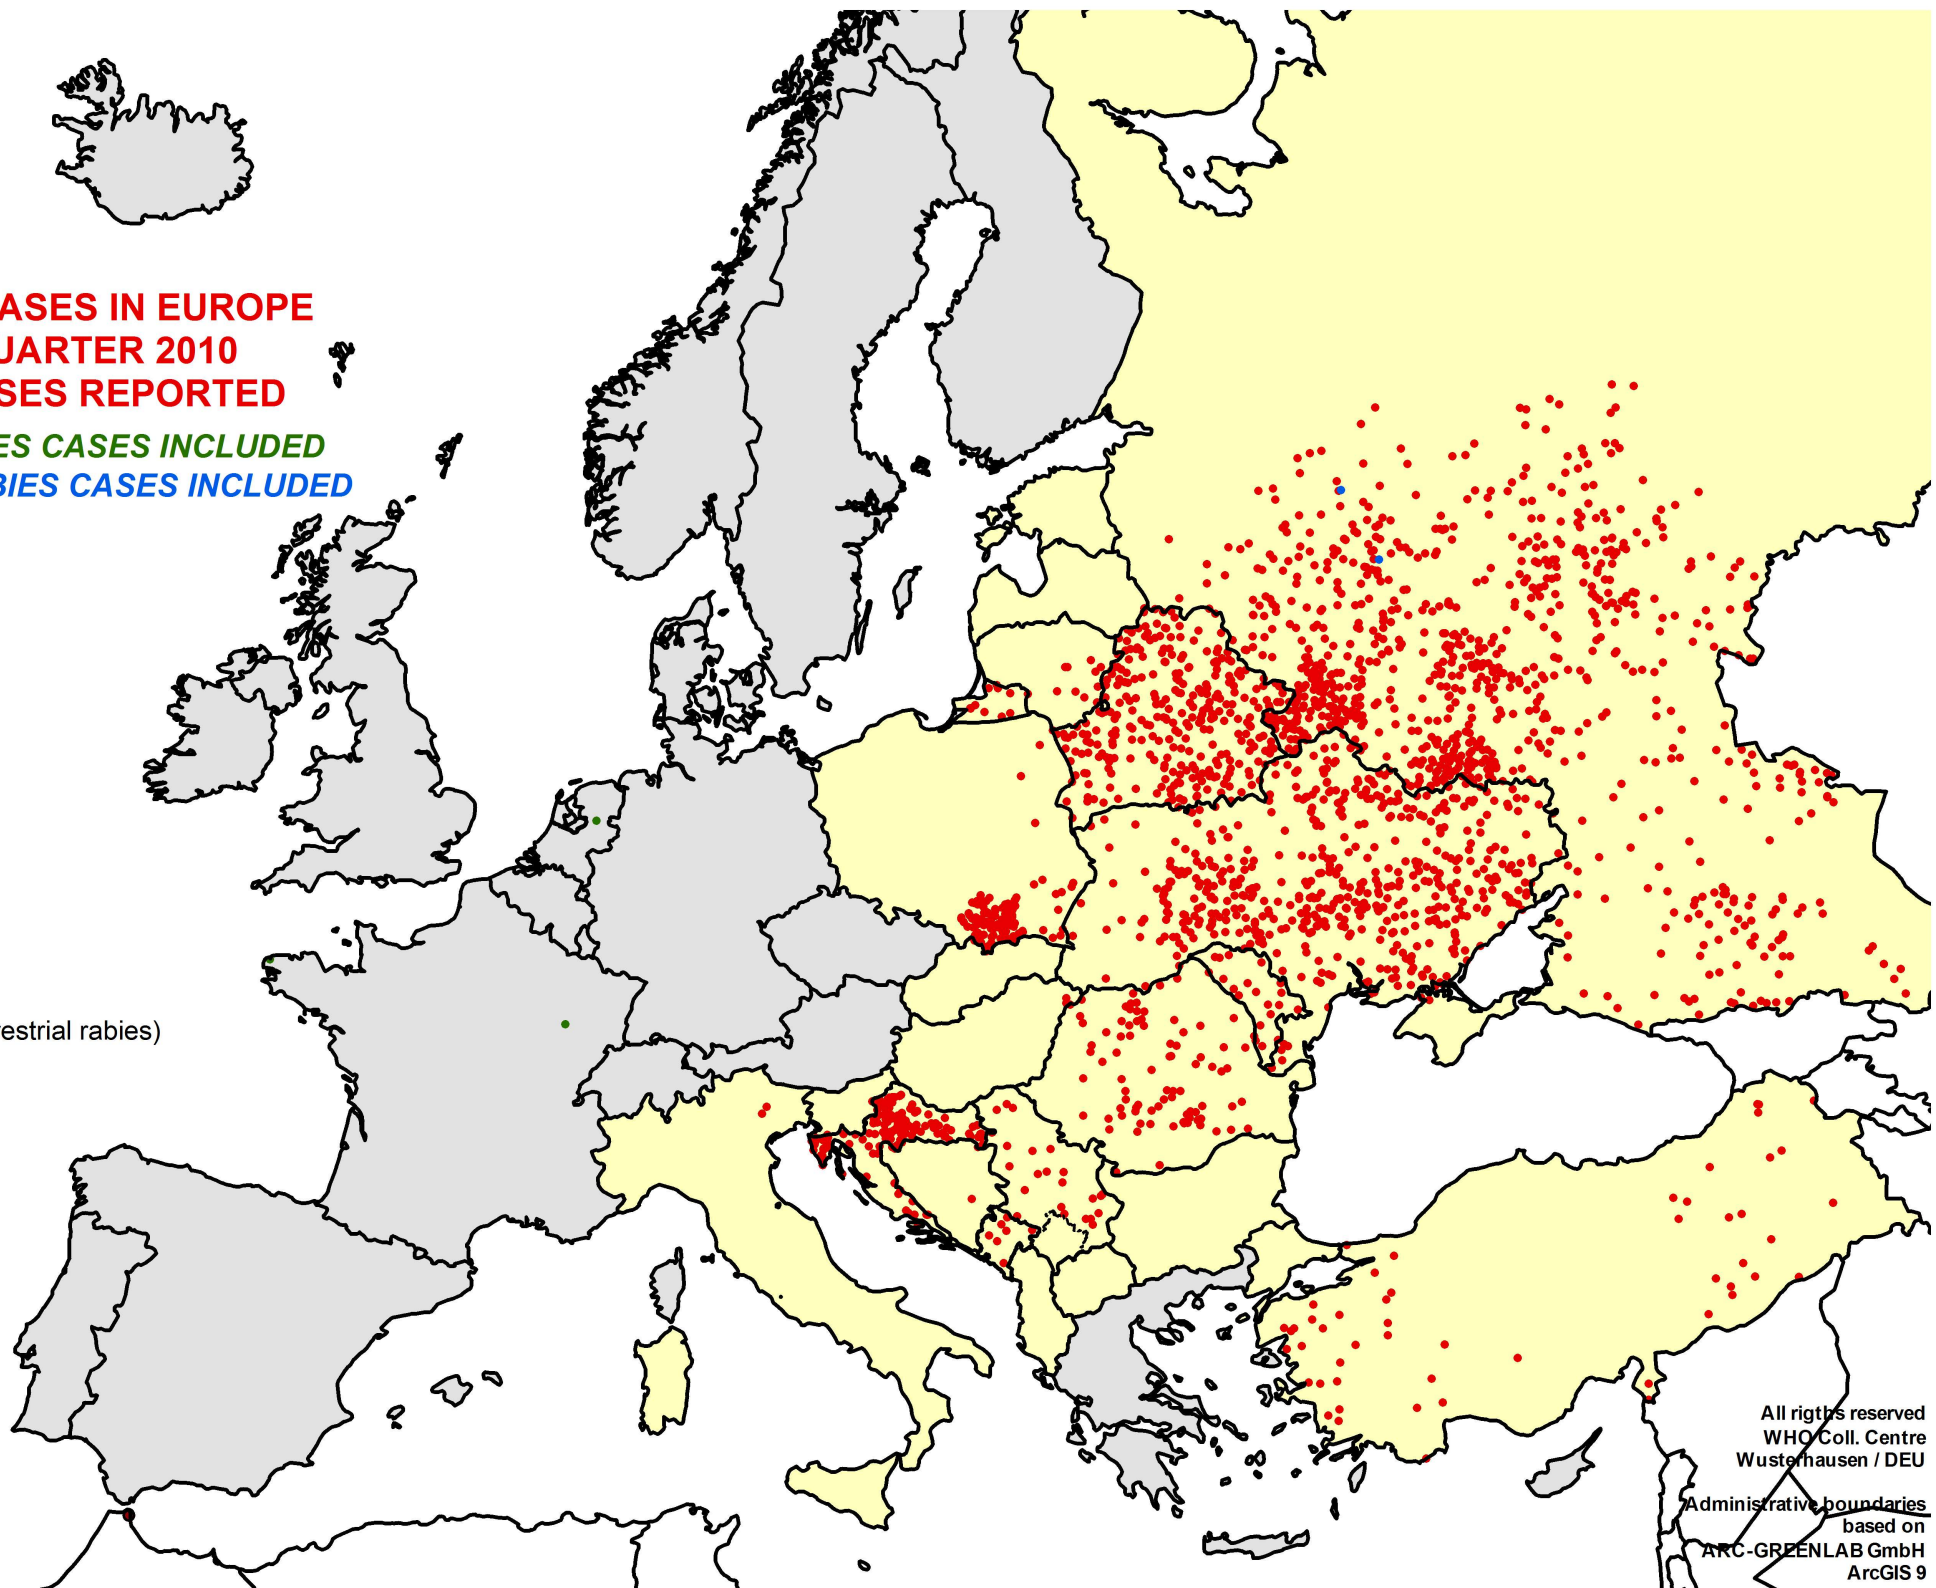 ASES IN EUROPE
UARTER 2010
SES REPORTED
ES CASES INCLUDED
BIES CASES INCLUDED
restrial rabies)
All rigths reserved
WHO Coll. Centre
Wusterhausen / DEU
Administrative boundaries
based on
ARC-GREENLAB GmbH
ArcGIS 9